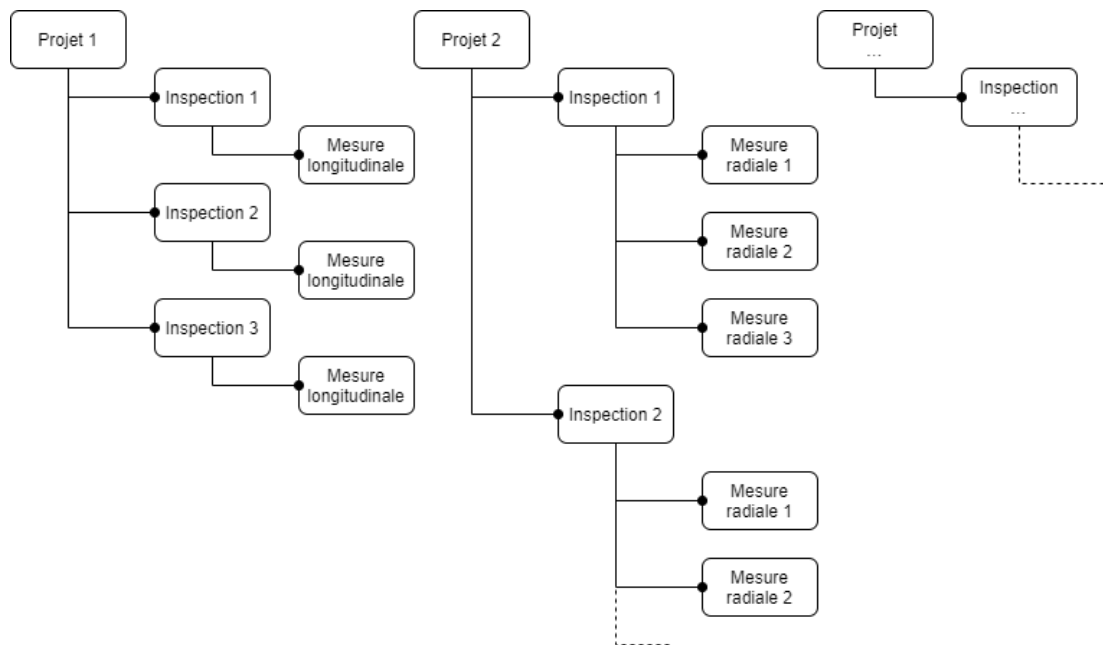 Projet 1
Inspection 1
Mesure
longitudinale
Inspection 2
Mesure
longitudinale
Inspection 3
Mesure
longitudinale
Projet 2
Inspection 1
Mesure
radiale 1
Mesure
radiale 2
Mesure
radiale 3
Inspection 2
Mesure
radiale 1
Mesure
radiale 2
Projet
...
Inspection
...